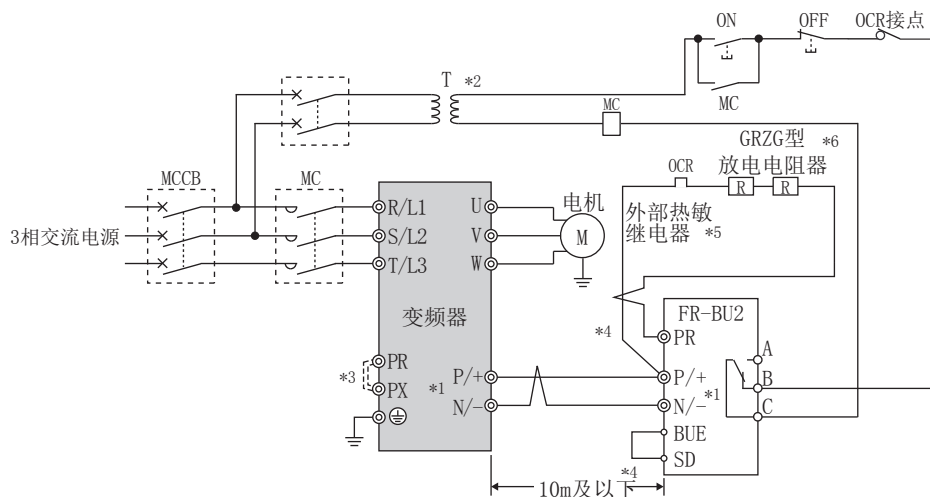 ON
OFF
OCR接点
T *2
MC
MC
GRZG型 *6
放电电阻器
OCR
R
R
MCCB
MC
外部热敏
继电器 *5
3相交流电源
R/L1
S/L2
T/L3
U
V
W
电机
M
变频器
FR-BU2
*4
PR
A
B
C
*3
PR
PX
*1
P/+
N/-
P/+
N/-
*1
BUE
SD
*4
10m及以下